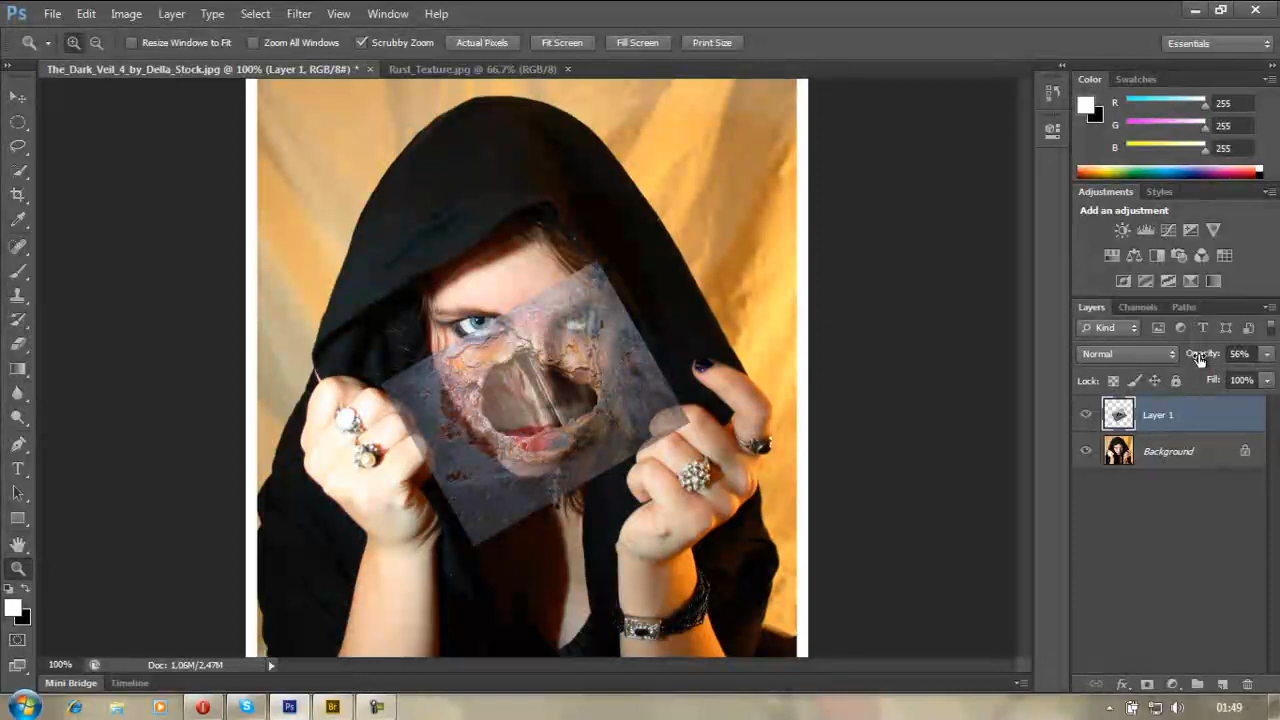 Ps File Edit Image Layer Type Select Filter View Window Help
Resize Windows to Fit Zoom All Windows Scrubby Zoom Actual Pixels Fit Screen Fill Screen Print Size Essentials
The_Dark_Veil_4_by_Della_Stock.jpg @ 100% (Layer 1, RGB/8#) * × Rust_Texture.jpg @ 66.7% (RGB/8) ×
Color Swatches
R 255
G 255
B 255
Adjustments Styles
Add an adjustment
Layers Channels Paths
Kind
Normal Opacity: 56%
Lock: Fill: 100%
Layer 1
Background
100% Doc: 1.06M/2.47M
Mini Bridge Timeline
Ps Br 01:49